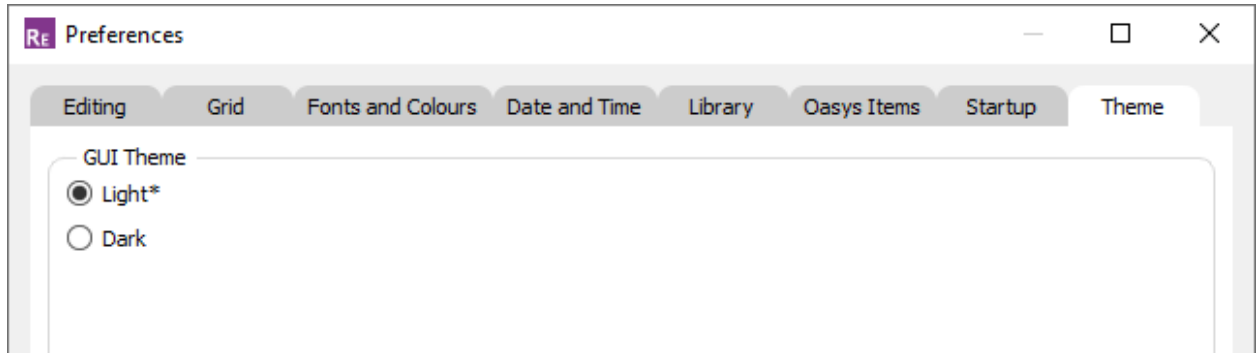 RE Preferences
Editing Grid Fonts and Colours Date and Time Library Oasys Items Startup Theme
GUI Theme
Light*
Dark